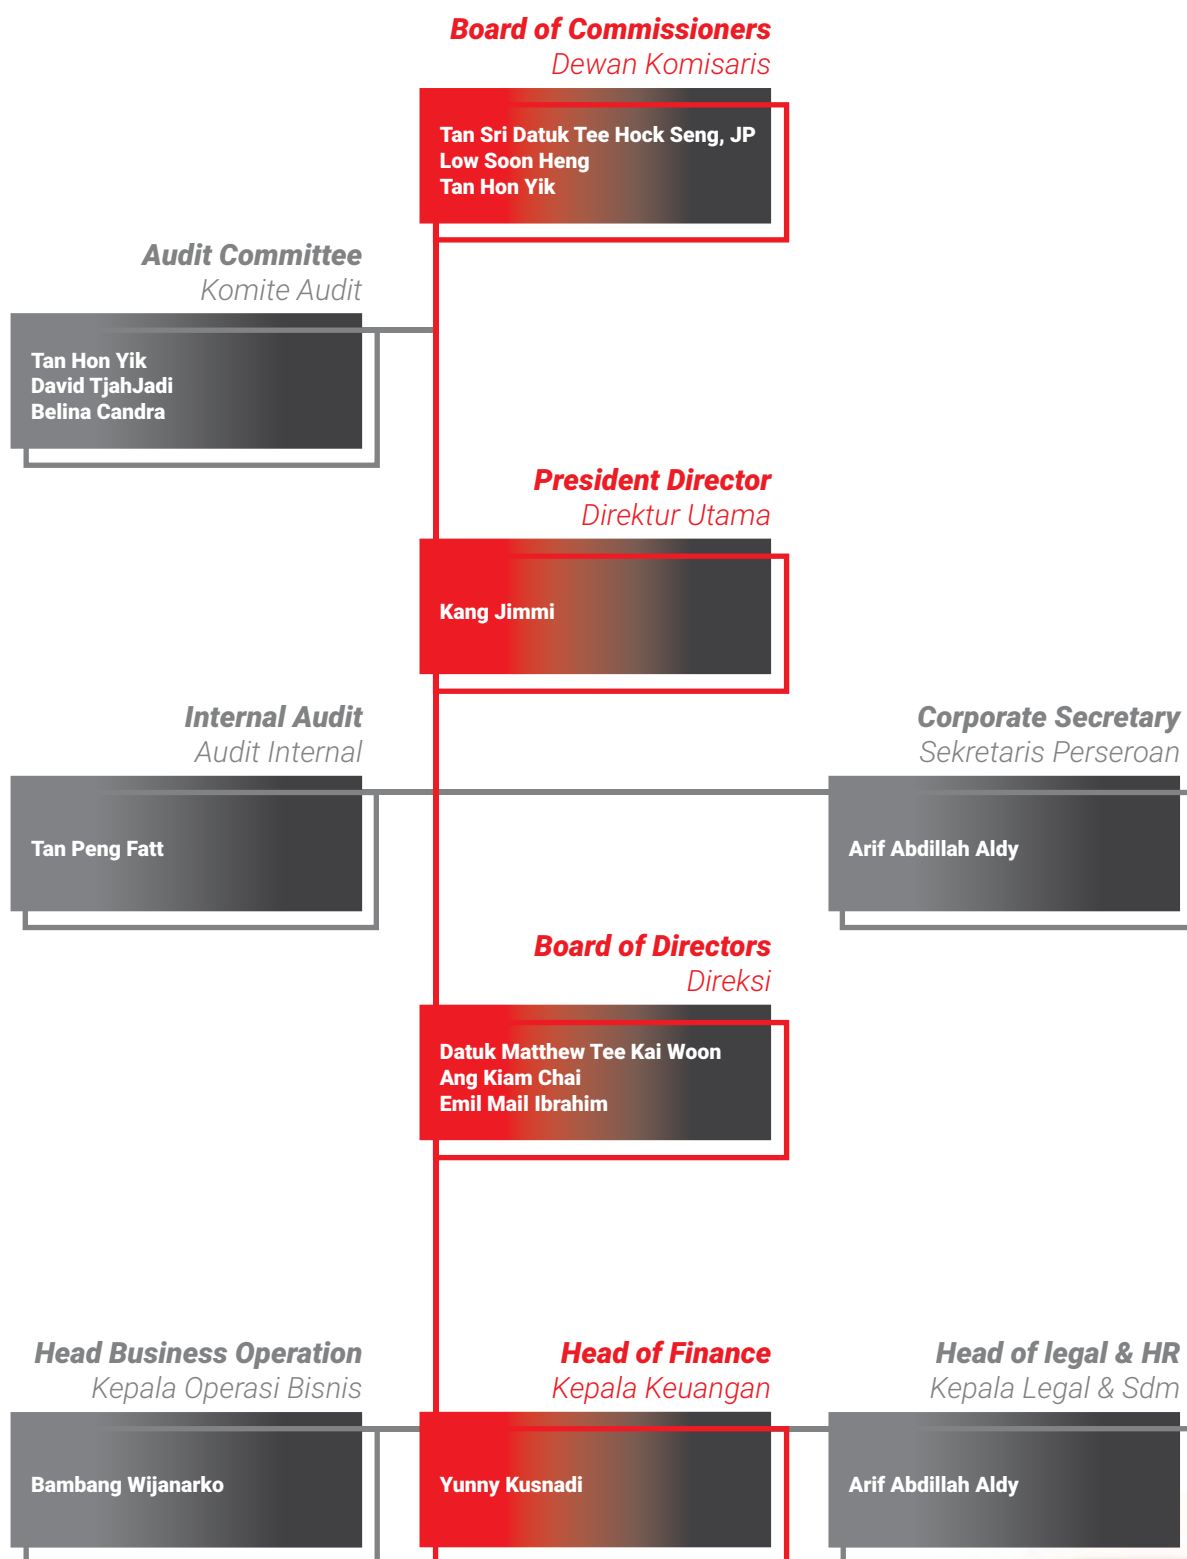 Board of Commissioners
Dewan Komisaris
Tan Sri Datuk Tee Hock Seng, JP
Low Soon Heng
Tan Hon Yik
Audit Committee
Komite Audit
Tan Hon Yik
David TjahJadi
Belina Candra
President Director
Direktur Utama
Kang Jimmi
Internal Audit
Audit Internal
Tan Peng Fatt
Corporate Secretary
Sekretaris Perseroan
Arif Abdillah Aldy
Board of Directors
Direksi
Datuk Matthew Tee Kai Woon
Ang Kiam Chai
Emil Mail Ibrahim
Head Business Operation
Kepala Operasi Bisnis
Bambang Wijanarko
Head of Finance
Kepala Keuangan
Yunny Kusnadi
Head of legal & HR
Kepala Legal & Sdm
Arif Abdillah Aldy